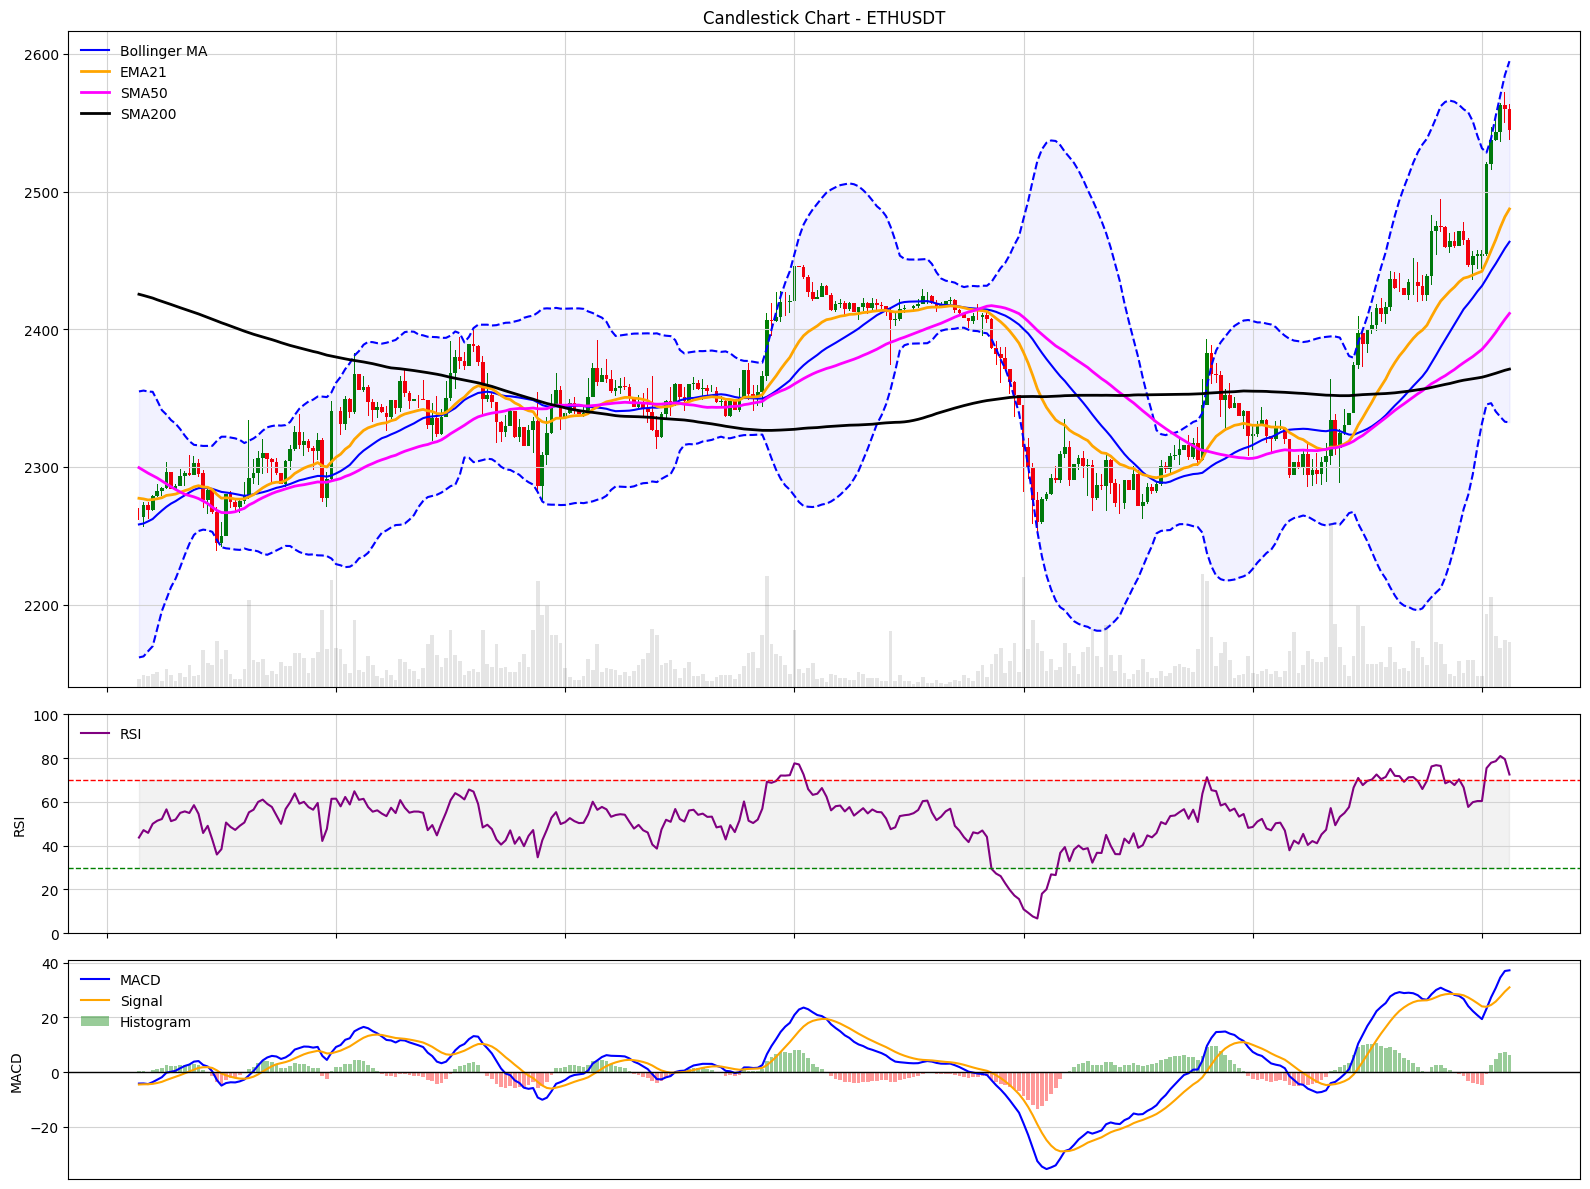 Candlestick Chart - ETHUSDT
Bollinger MA
EMA21
SMA50
SMA200
2600
2500
2400
2300
2200
RSI
100
80
60
40
20
0
RSI
MACD
Signal
Histogram
40
20
0
−20
MACD